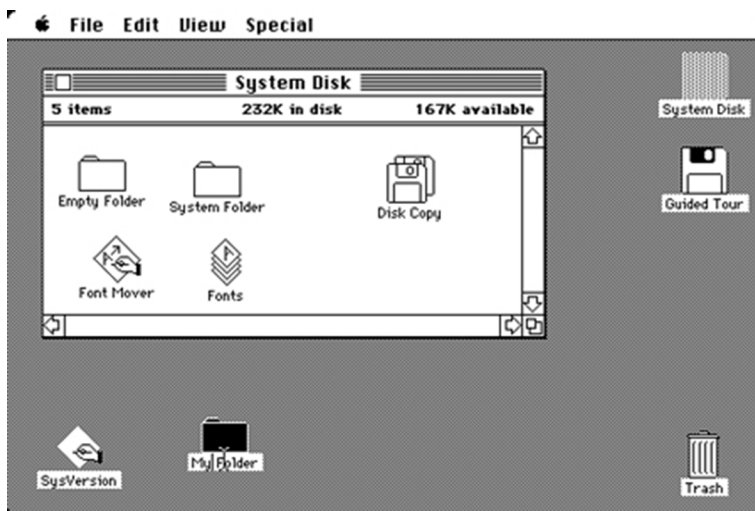 File Edit View Special
System Disk
5 items 232K in disk 167K available
System Disk
Empty Folder System Folder Disk Copy
Guided Tour
Font Mover Fonts
My Folder
SysVersion
Trash